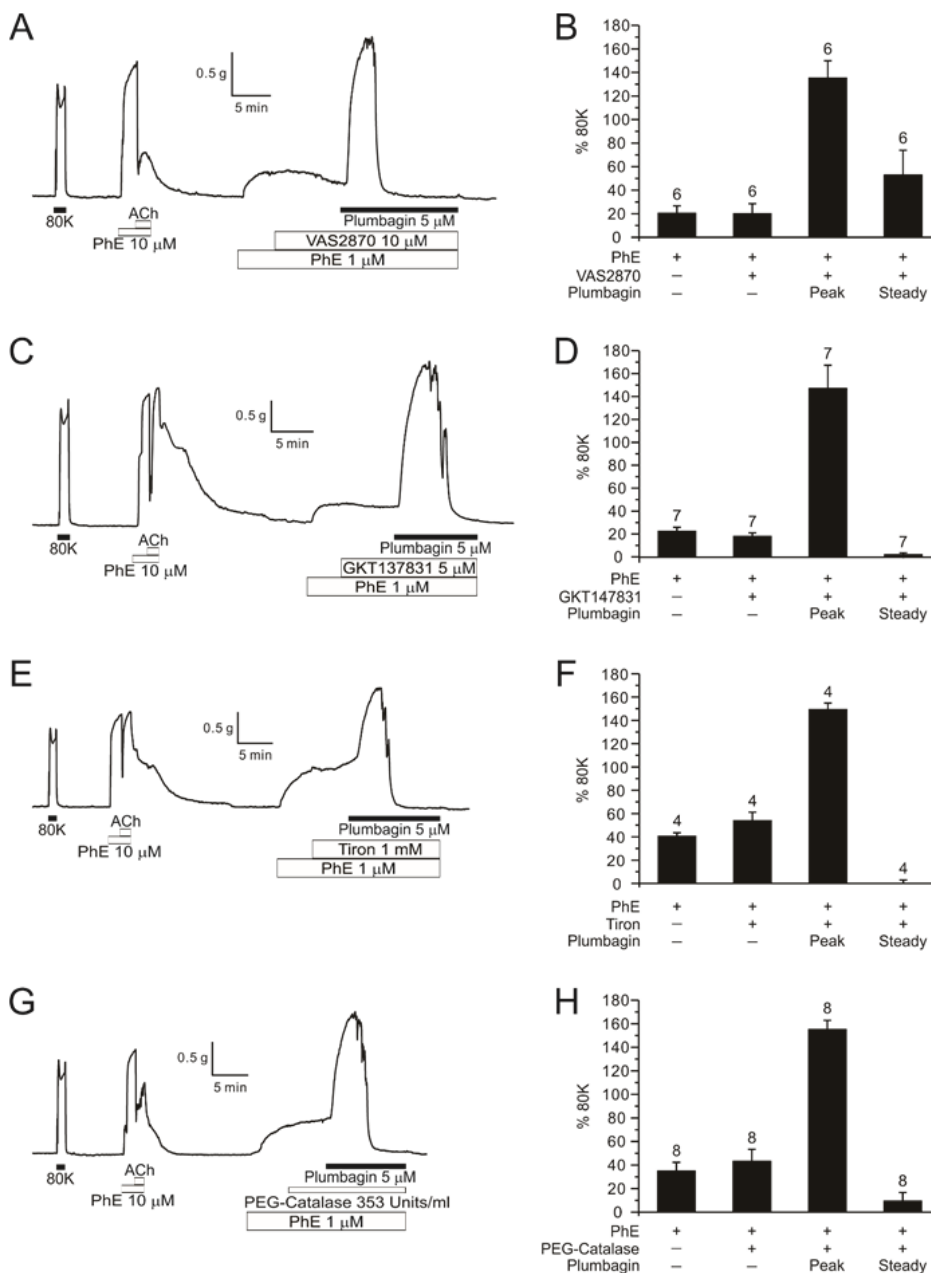 A
0.5 g
5 min
80K
ACh
PhE 10 μM
Plumbagin 5 μM
VAS2870 10 μM
PhE 1 μM
B
% 80K
180
160
140
120
100
80
60
40
20
0
6
6
6
6
PhE + + + +
VAS2870 – + + +
Plumbagin – – Peak Steady
C
0.5 g
5 min
80K
ACh
PhE 10 μM
Plumbagin 5 μM
GKT137831 5 μM
PhE 1 μM
D
% 80K
180
160
140
120
100
80
60
40
20
0
7
7
7
7
PhE + + + +
GKT147831 – + + +
Plumbagin – – Peak Steady
E
0.5 g
5 min
80K
ACh
PhE 10 μM
Plumbagin 5 μM
Tiron 1 mM
PhE 1 μM
F
% 80K
180
160
140
120
100
80
60
40
20
0
4
4
4
4
PhE + + + +
Tiron – + + +
Plumbagin – – Peak Steady
G
0.5 g
5 min
80K
ACh
PhE 10 μM
Plumbagin 5 μM
PEG-Catalase 353 Units/ml
PhE 1 μM
H
% 80K
180
160
140
120
100
80
60
40
20
0
8
8
8
8
PhE + + + +
PEG-Catalase – + + +
Plumbagin – – Peak Steady